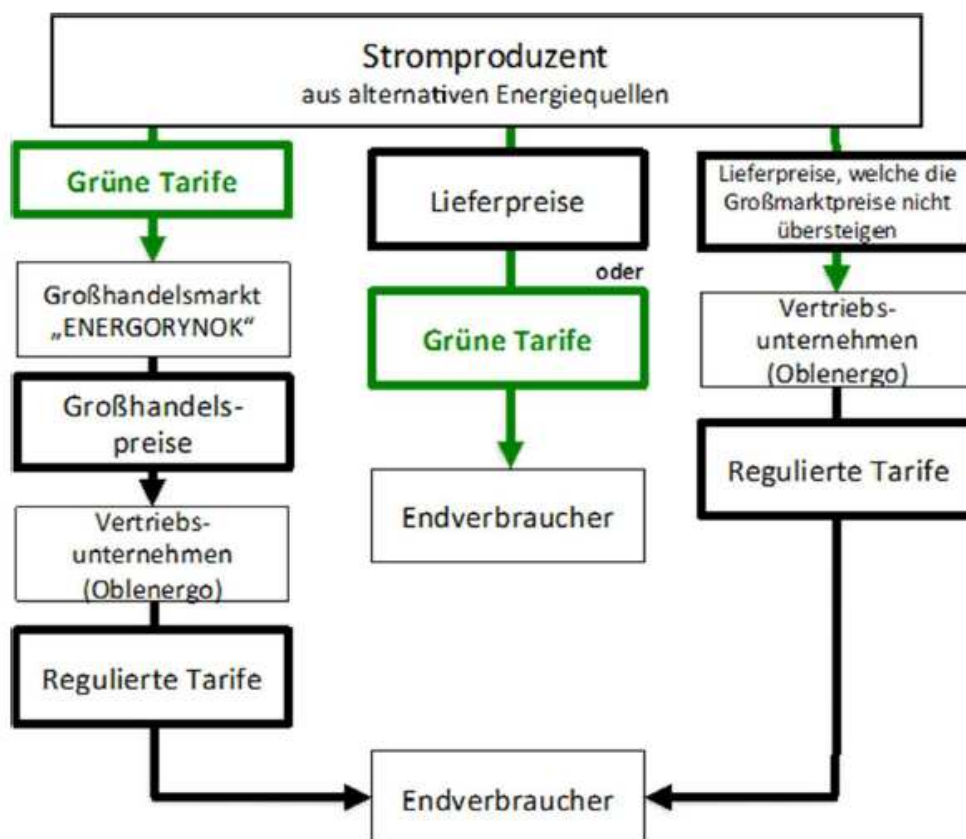 Stromproduzent
aus alternativen Energiequellen
Grüne Tarife
Großhandelsmarkt
„ENERGORYNOK“
Großhandels-
preise
Vertriebs-
unternehmen
(Oblenergo)
Regulierte Tarife
Lieferpreise
oder
Grüne Tarife
Endverbraucher
Lieferpreise, welche die
Großmarktpreise nicht
übersteigen
Vertriebs-
unternehmen
(Oblenergo)
Regulierte Tarife
Endverbraucher